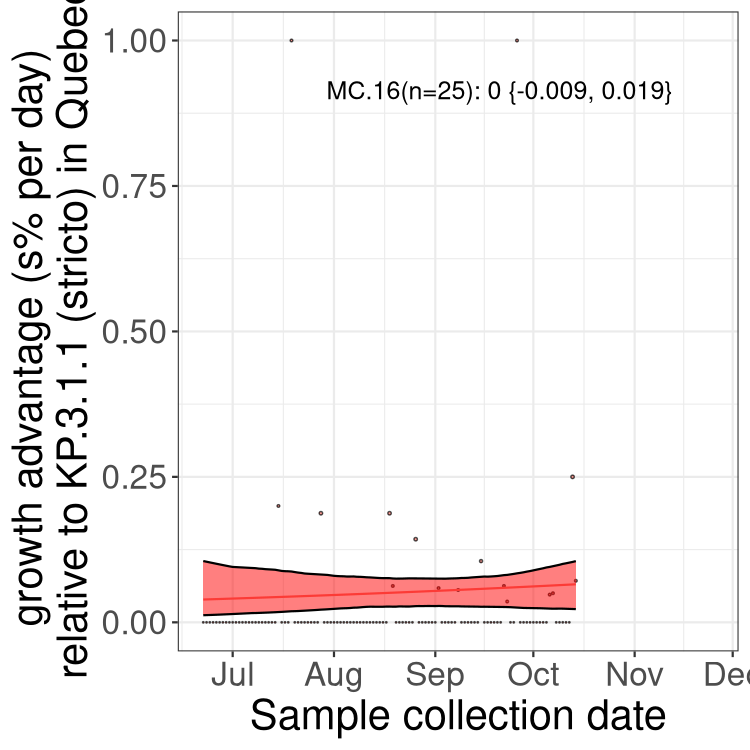 growth advantage (s% per day)
relative to KP.3.1.1 (stricto) in Quebec
1.00
0.75
0.50
0.25
0.00
MC.16(n=25): 0 {-0.009, 0.019}
Jul Aug Sep Oct Nov Dec
Sample collection date